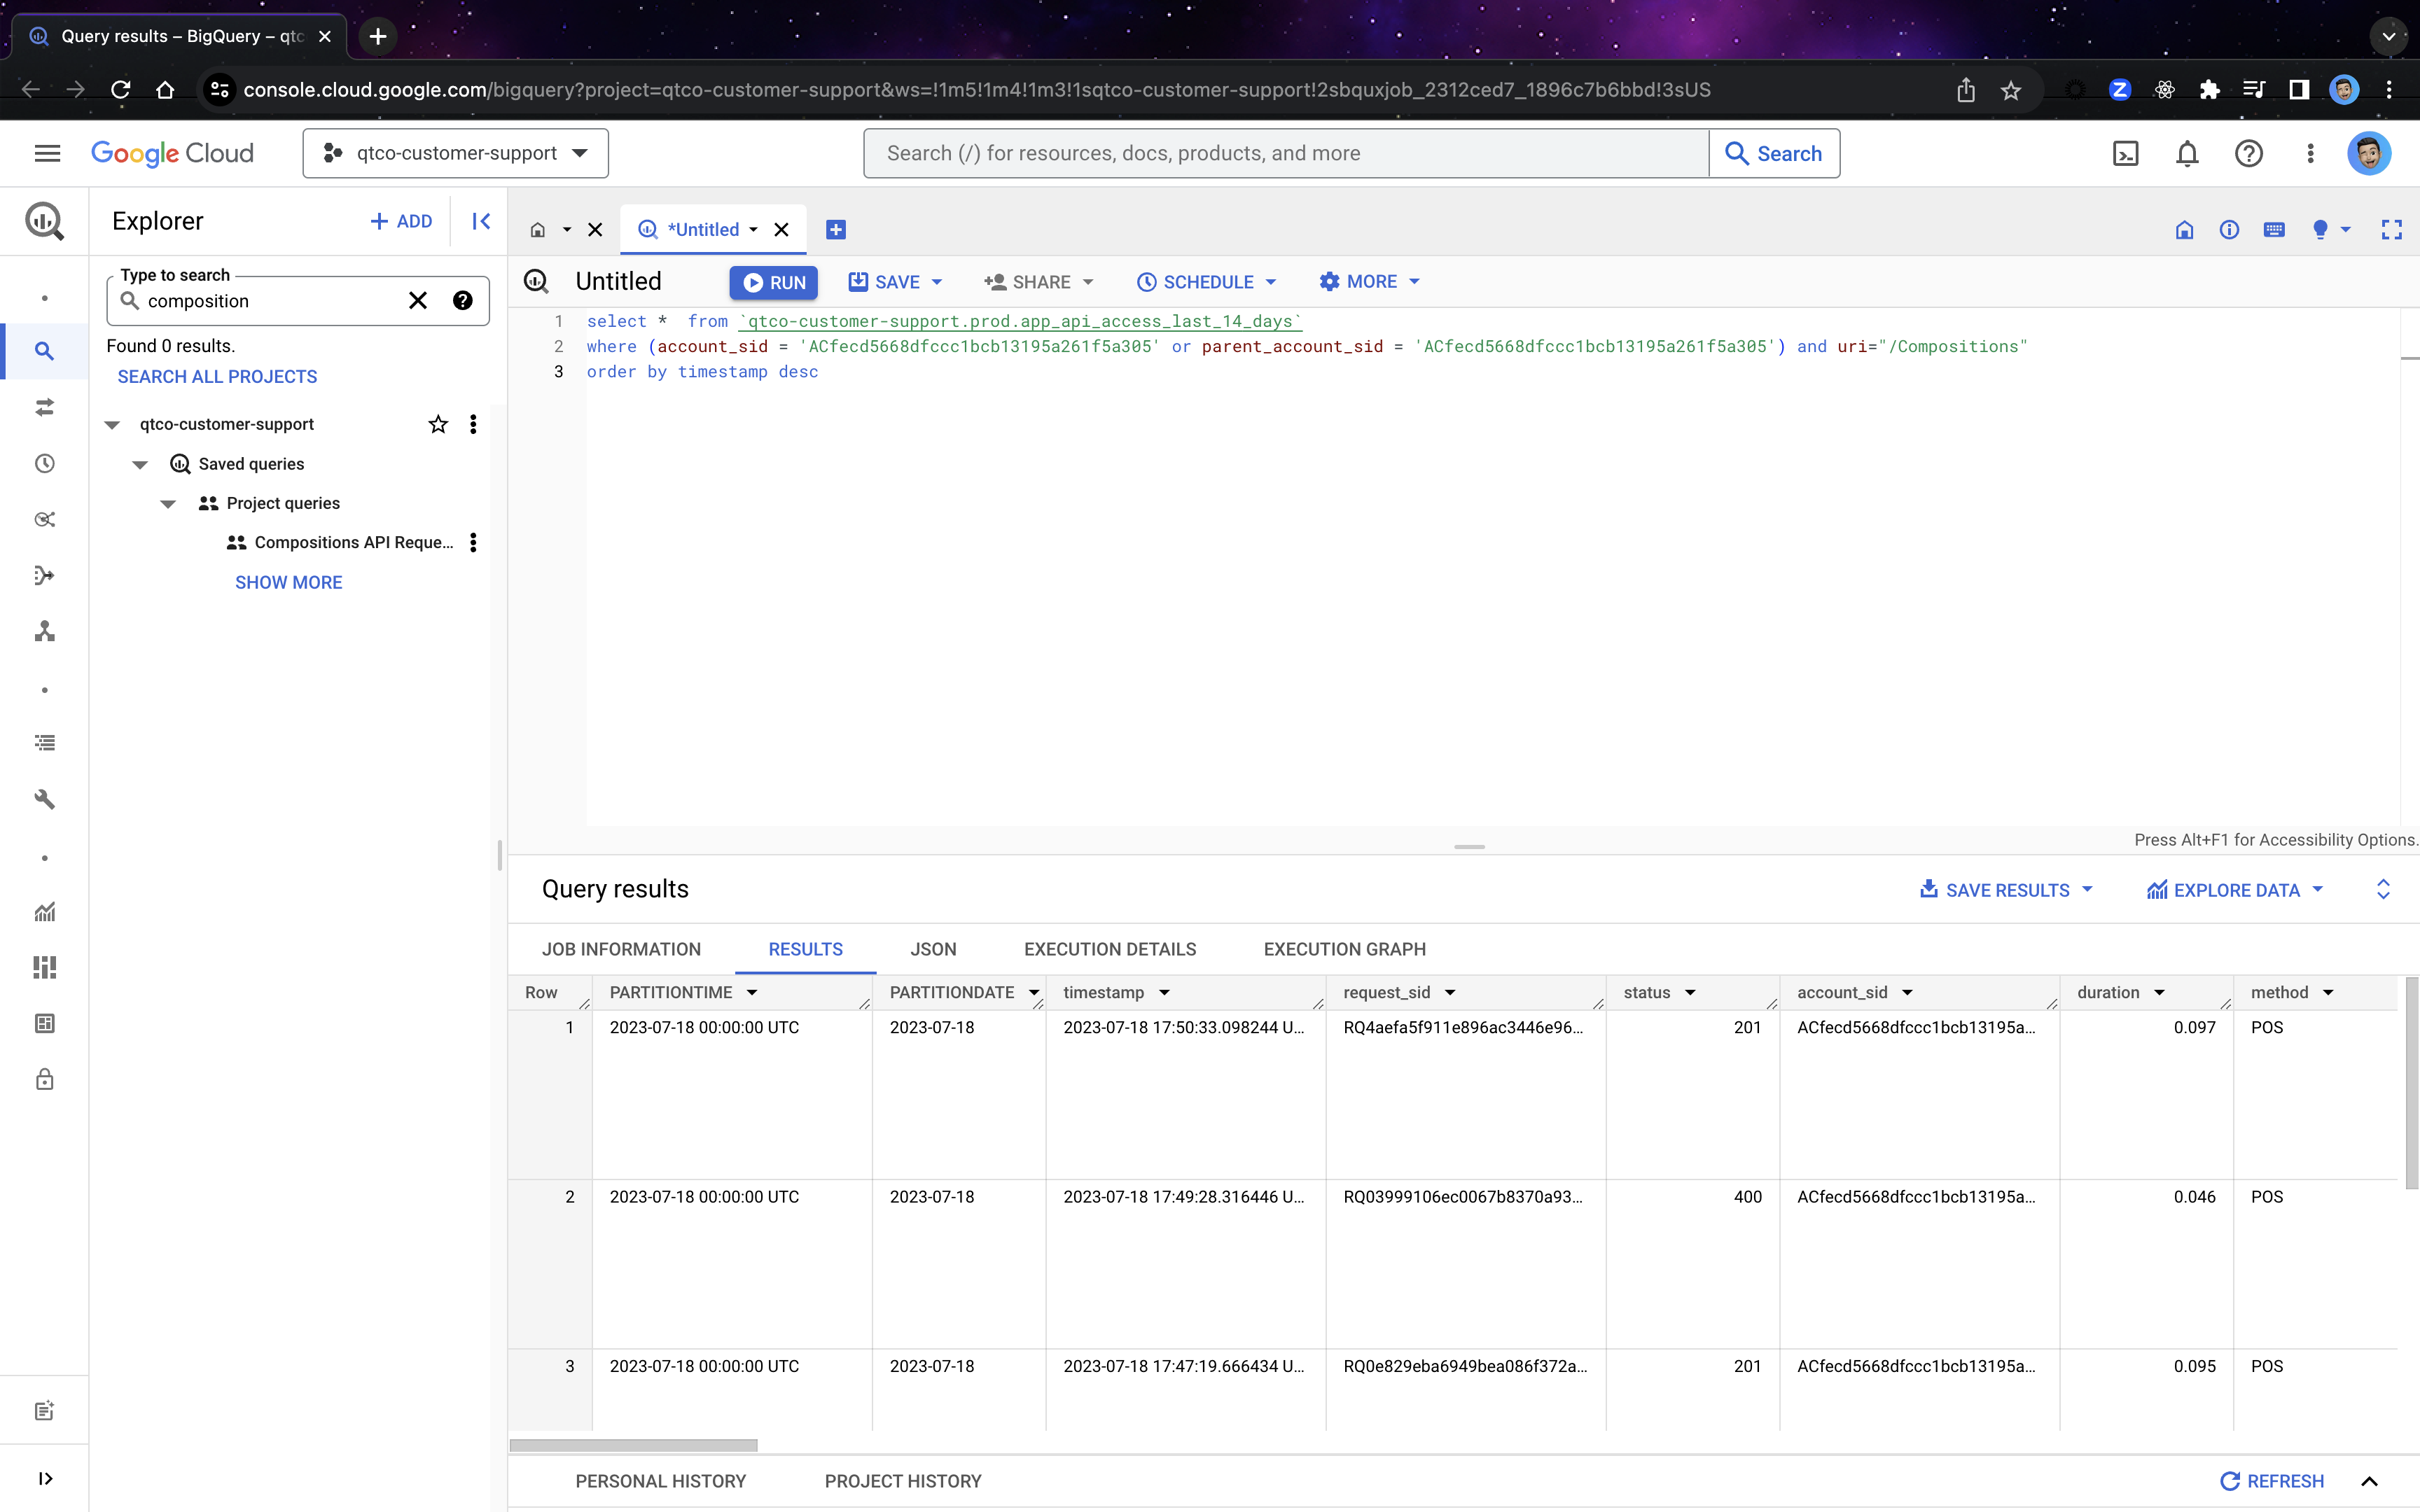 Query results – BigQuery – qtc
console.cloud.google.com/bigquery?project=qtco-customer-support&ws=!1m5!1m4!1m3!1sqtco-customer-support!2sbquxjob_2312ced7_1896c7b6bbd!3sUS
Google Cloud
qtco-customer-support
Search (/) for resources, docs, products, and more
Search
Explorer
+ ADD
*Untitled
Type to search
composition
Untitled
RUN
SAVE
SHARE
SCHEDULE
MORE
Found 0 results.
SEARCH ALL PROJECTS
qtco-customer-support
Saved queries
Project queries
Compositions API Reque...
SHOW MORE
1 select *  from `qtco-customer-support.prod.app_api_access_last_14_days`
2 where (account_sid = 'ACfecd5668dfccc1bcb13195a261f5a305' or parent_account_sid = 'ACfecd5668dfccc1bcb13195a261f5a305') and uri="/Compositions"
3 order by timestamp desc
Press Alt+F1 for Accessibility Options.
Query results
SAVE RESULTS
EXPLORE DATA
JOB INFORMATION RESULTS JSON EXECUTION DETAILS EXECUTION GRAPH
Row PARTITIONTIME PARTITIONDATE timestamp request_sid status account_sid duration method
1 2023-07-18 00:00:00 UTC 2023-07-18 2023-07-18 17:50:33.098244 U... RQ4aefa5f911e896ac3446e96... 201 ACfecd5668dfccc1bcb13195a... 0.097 POS
2 2023-07-18 00:00:00 UTC 2023-07-18 2023-07-18 17:49:28.316446 U... RQ03999106ec0067b8370a93... 400 ACfecd5668dfccc1bcb13195a... 0.046 POS
3 2023-07-18 00:00:00 UTC 2023-07-18 2023-07-18 17:47:19.666434 U... RQ0e829eba6949bea086f372a... 201 ACfecd5668dfccc1bcb13195a... 0.095 POS
PERSONAL HISTORY PROJECT HISTORY REFRESH